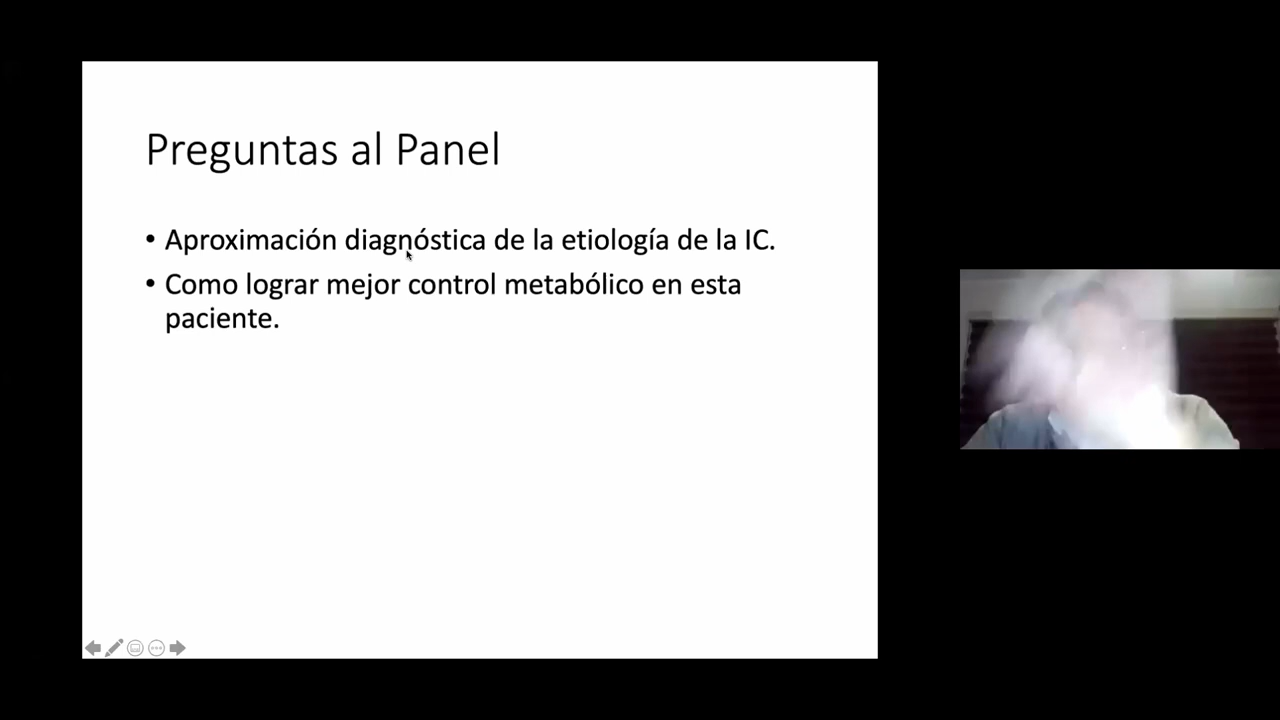 Preguntas al Panel
• Aproximación diagnóstica de la etiología de la IC.
• Como lograr mejor control metabólico en esta
paciente.